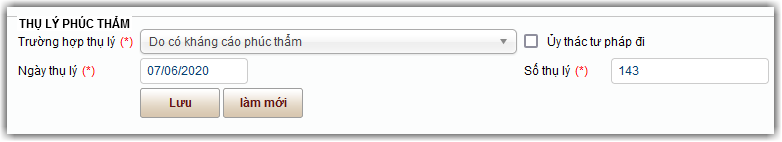 THỤ LÝ PHÚC THẨM
Trường hợp thụ lý (*) Do có kháng cáo phúc thẩm Ủy thác tư pháp đi
Ngày thụ lý (*) 07/06/2020 Số thụ lý (*) 143
Lưu làm mới